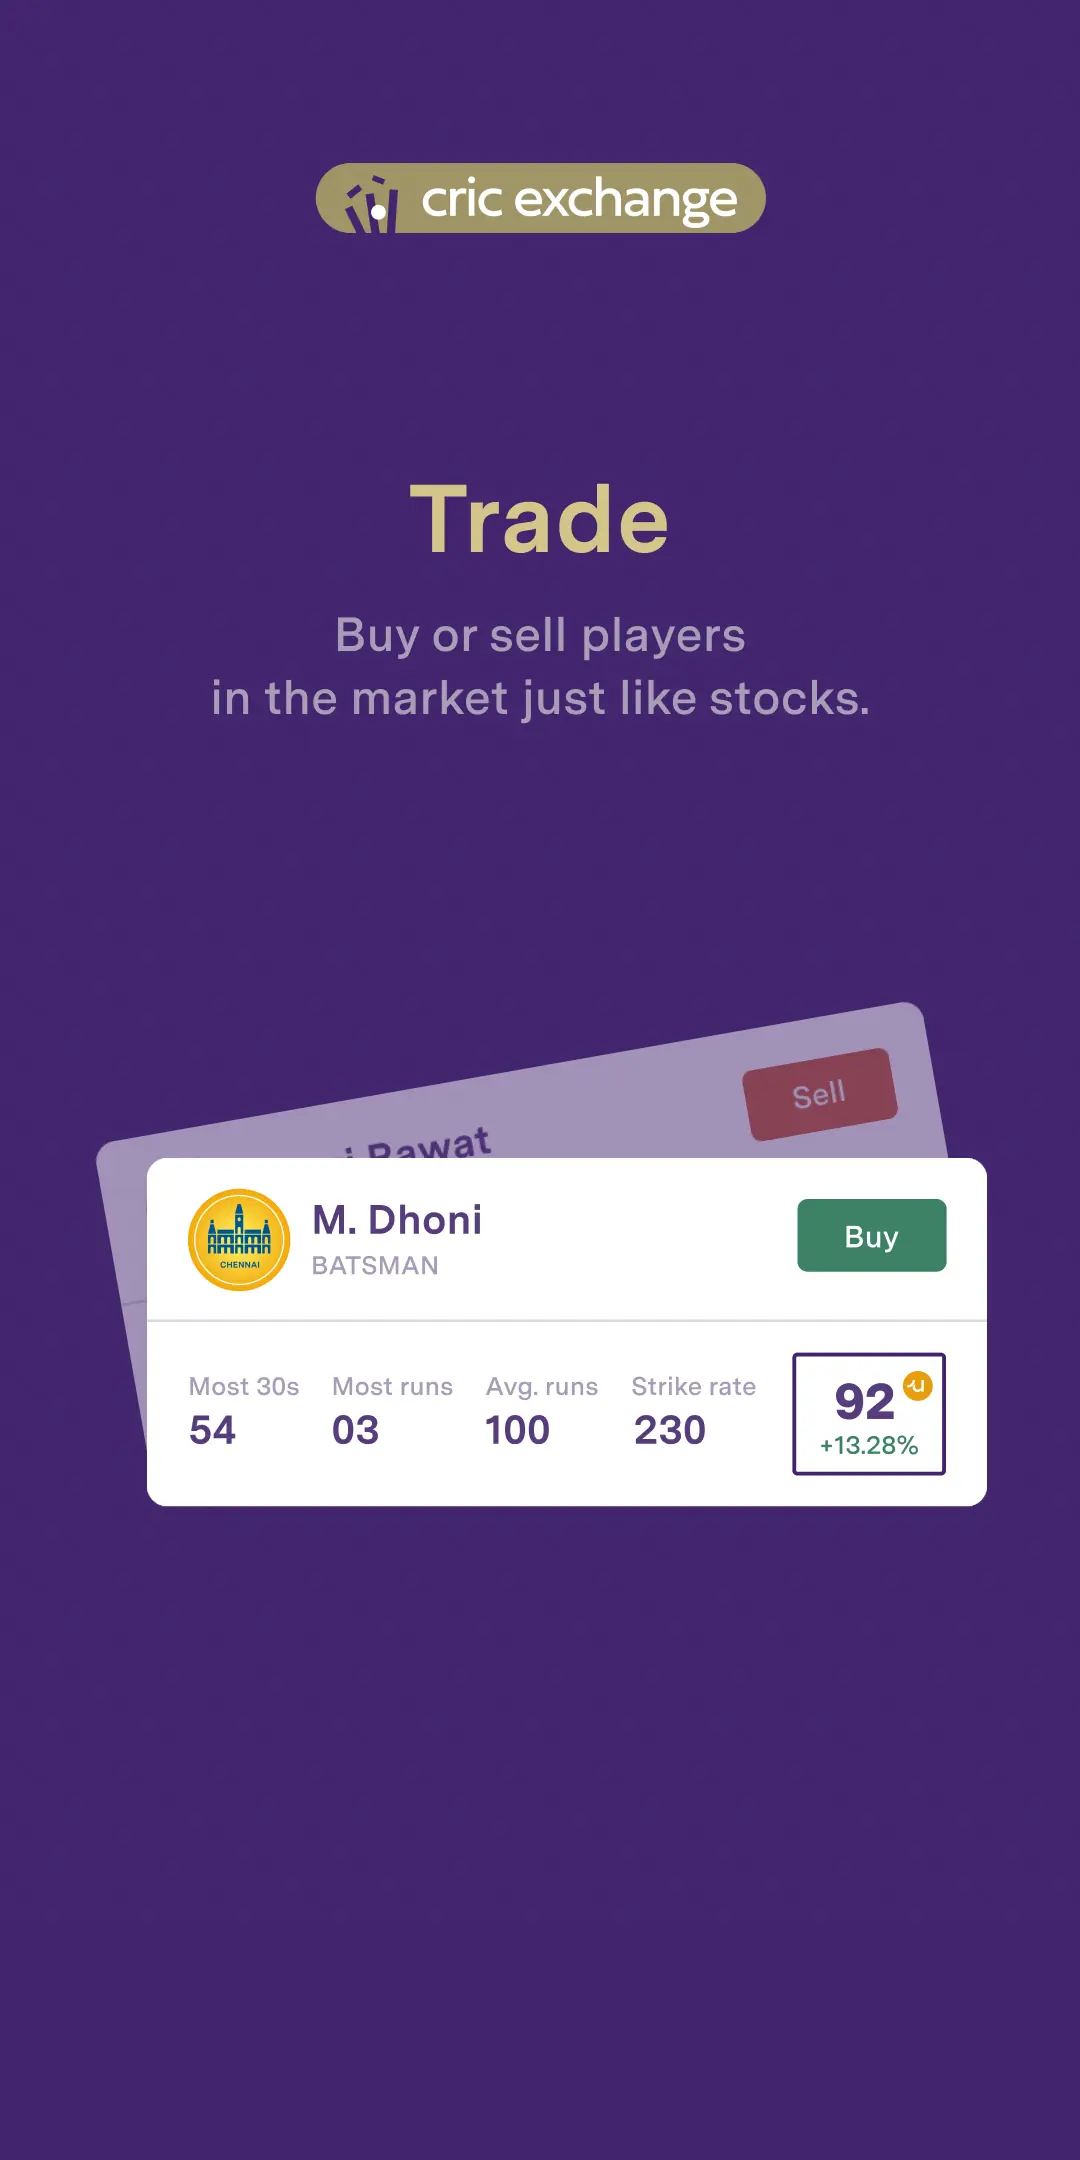 cric exchange
Trade
Buy or sell players
in the market just like stocks.
Sell
Rawat
M. Dhoni
BATSMAN
CHENNAI
Buy
Most 30s Most runs Avg. runs Strike rate
54 03 100 230
92
+13.28%